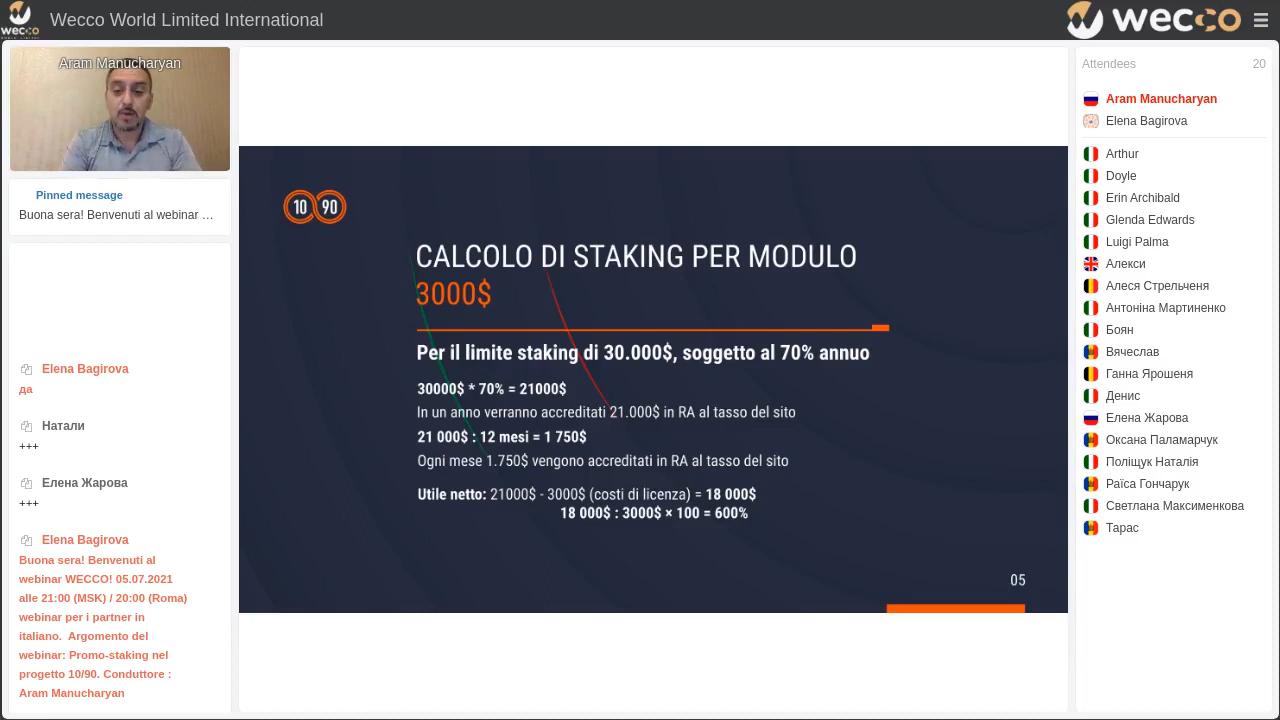 wecco
Wecco World Limited International
wecco
Aram Manucharyan
Pinned message
Buona sera! Benvenuti al webinar …
Elena Bagirova
да
Натали
+++
Елена Жарова
+++
Elena Bagirova
Buona sera! Benvenuti al
webinar WECCO! 05.07.2021
alle 21:00 (MSK) / 20:00 (Roma)
webinar per i partner in
italiano. Argomento del
webinar: Promo-staking nel
progetto 10/90. Conduttore :
Aram Manucharyan
10 90
CALCOLO DI STAKING PER MODULO
3000$
Per il limite staking di 30.000$, soggetto al 70% annuo
30000$ * 70% = 21000$
In un anno verranno accreditati 21.000$ in RA al tasso del sito
21 000$ : 12 mesi = 1 750$
Ogni mese 1.750$ vengono accreditati in RA al tasso del sito
Utile netto: 21000$ - 3000$ (costi di licenza) = 18 000$
18 000$ : 3000$ × 100 = 600%
05
Attendees 20
Aram Manucharyan
Elena Bagirova
Arthur
Doyle
Erin Archibald
Glenda Edwards
Luigi Palma
Алекси
Алеся Стрельченя
Антоніна Мартиненко
Боян
Вячеслав
Ганна Ярошеня
Денис
Елена Жарова
Оксана Паламарчук
Поліщук Наталія
Раїса Гончарук
Светлана Максименкова
Тарас